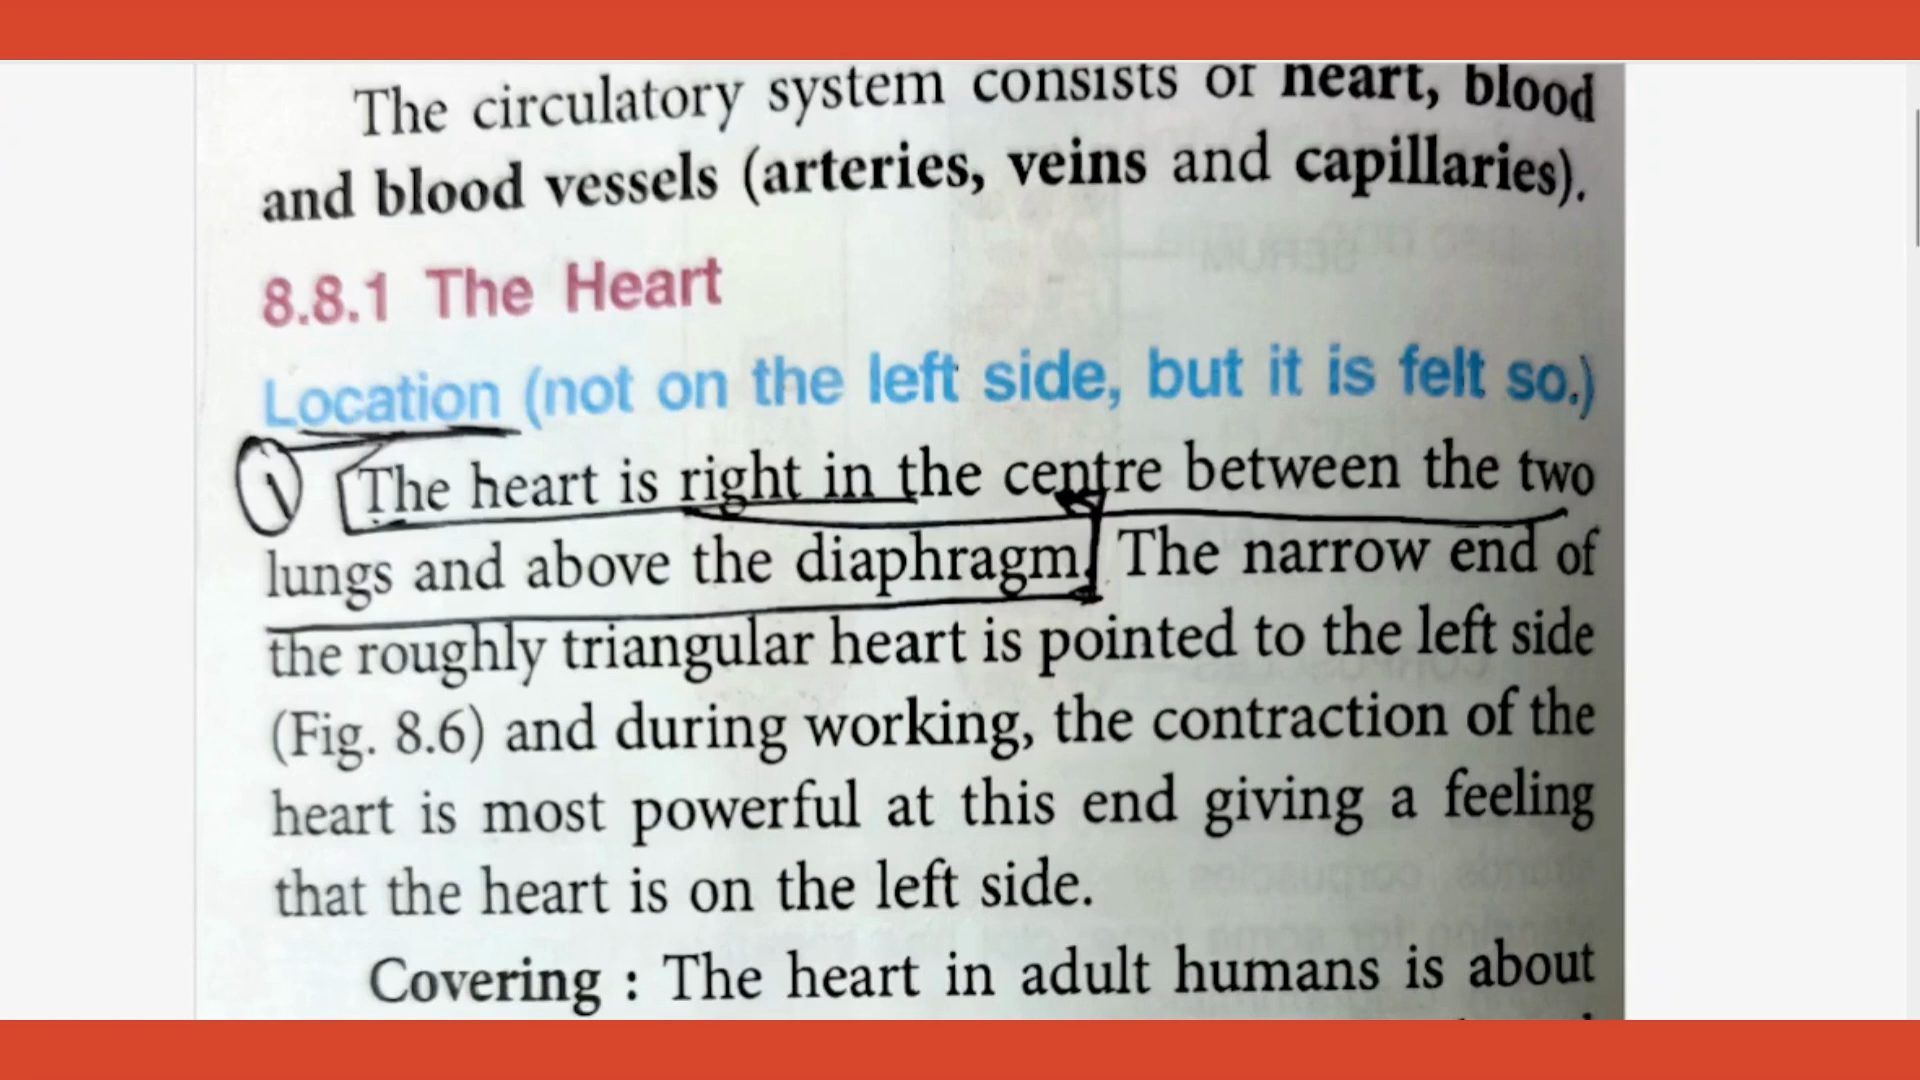 The circulatory system consists of heart, blood
and blood vessels (arteries, veins and capillaries).
8.8.1 The Heart
Location (not on the left side, but it is felt so.)
1 The heart is right in the centre between the two
lungs and above the diaphragm. The narrow end of
the roughly triangular heart is pointed to the left side
(Fig. 8.6) and during working, the contraction of the
heart is most powerful at this end giving a feeling
that the heart is on the left side.
Covering : The heart in adult humans is about